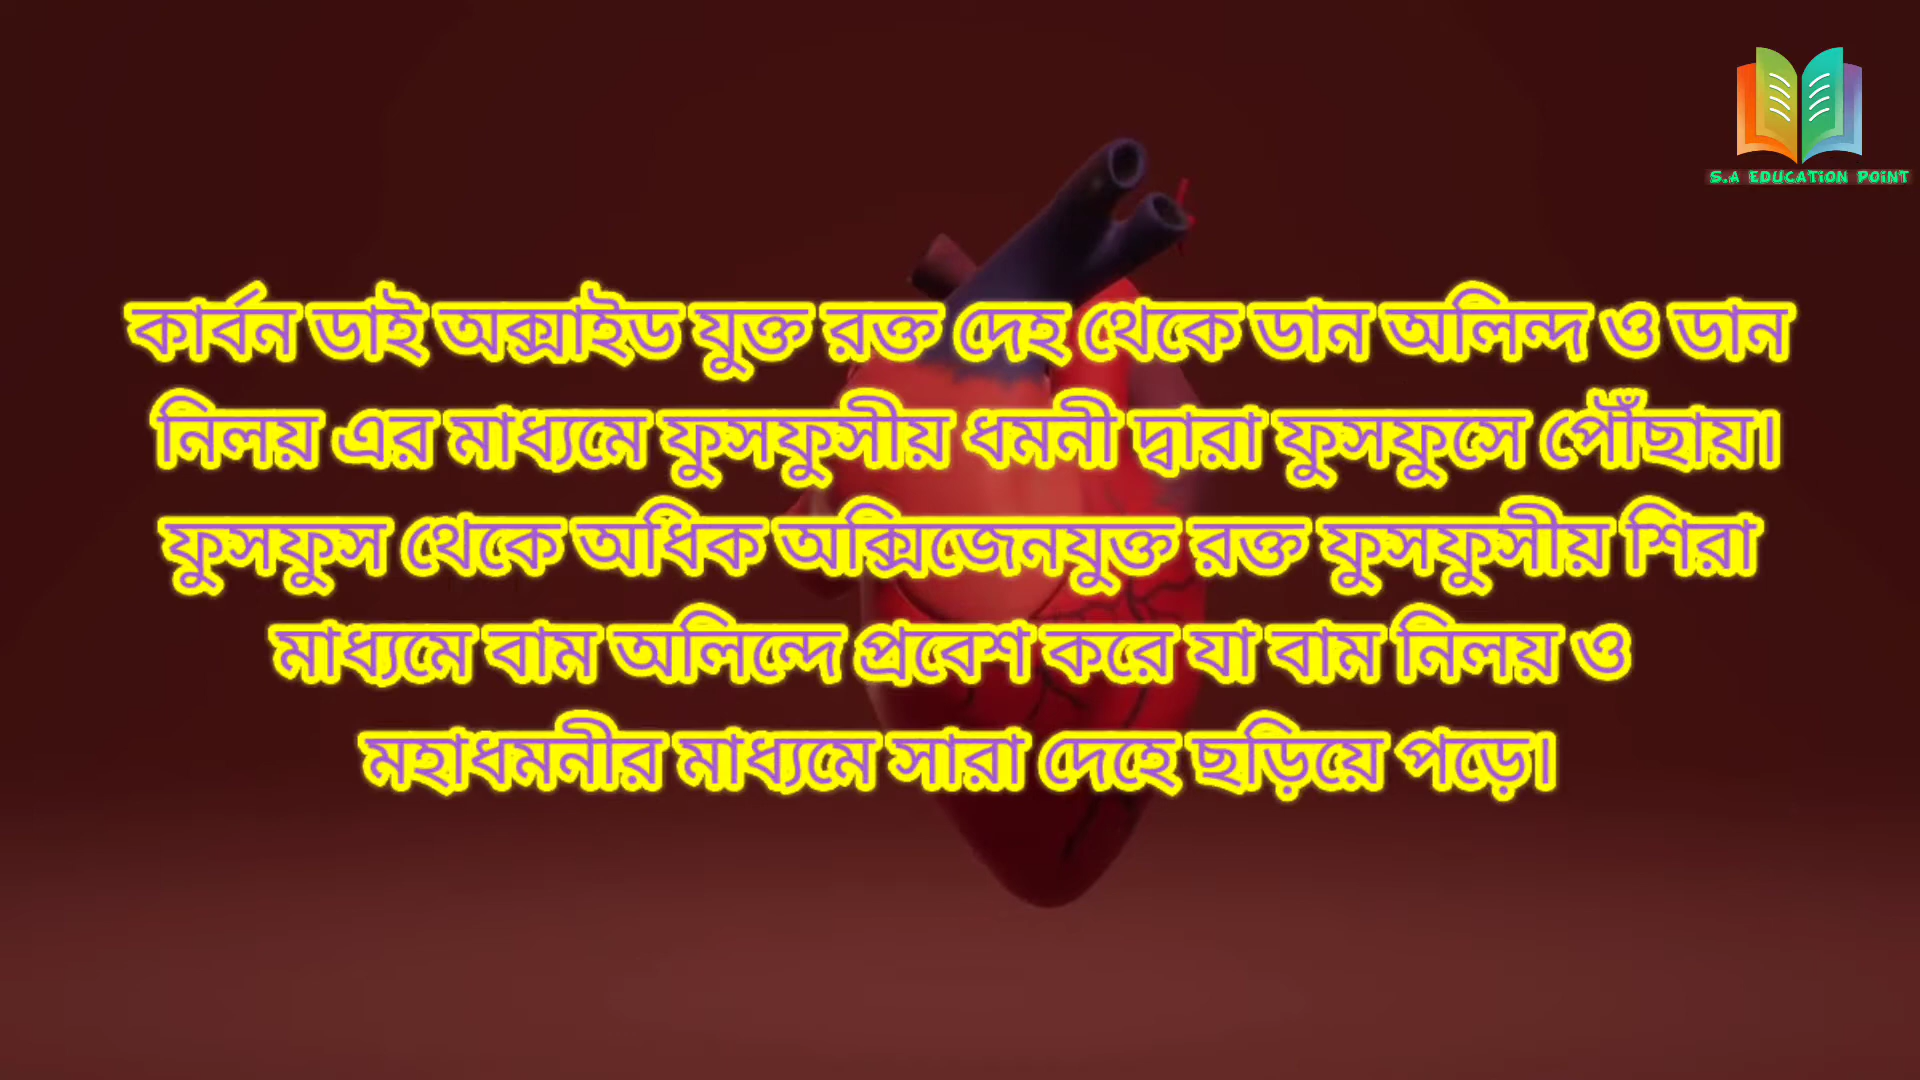 S.A EDUCATION POINT
কার্বন ডাই অক্সাইড যুক্ত রক্ত দেহ থেকে ডান অলিন্দ ও ডান
নিলয় এর মাধ্যমে ফুসফুসীয় ধমনী দ্বারা ফুসফুসে পৌঁছায়।
ফুসফুস থেকে অধিক অক্সিজেনযুক্ত রক্ত ফুসফুসীয় শিরা
মাধ্যমে বাম অলিন্দে প্রবেশ করে যা বাম নিলয় ও
মহাধমনীর মাধ্যমে সারা দেহে ছড়িয়ে পড়ে।